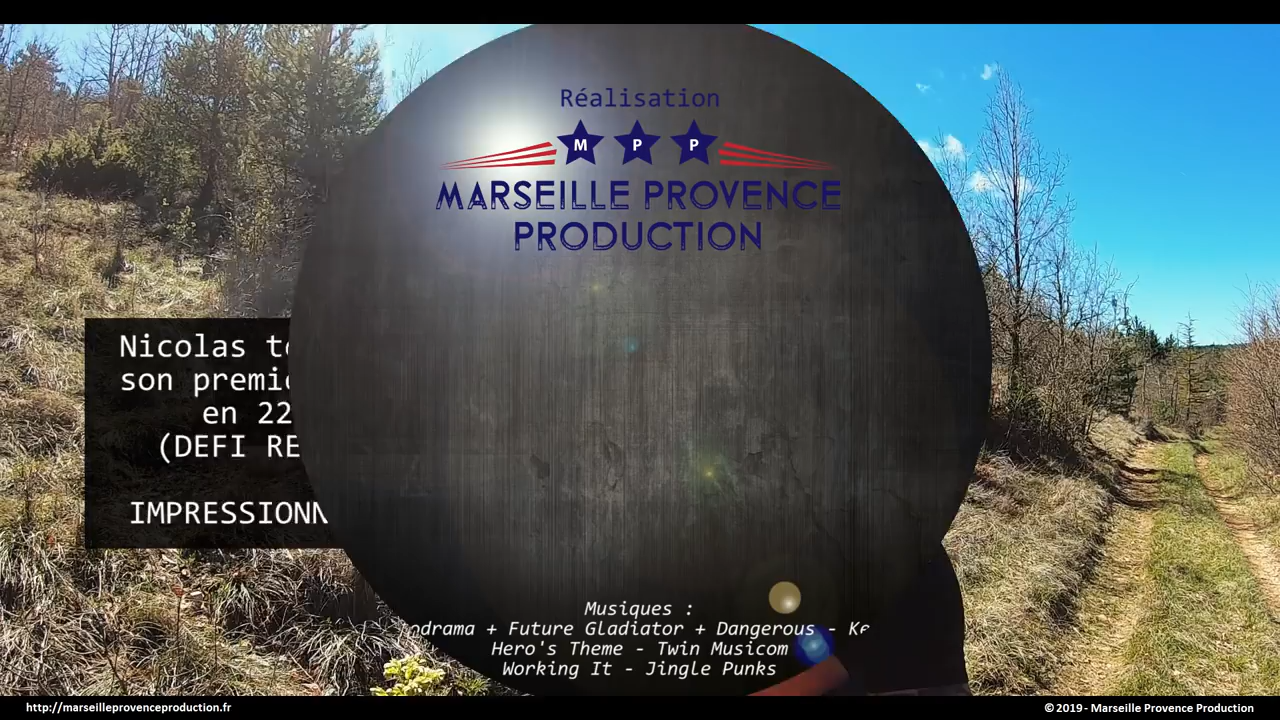 Réalisation
M P P
MARSEILLE PROVENCE
PRODUCTION
Nicolas
son
en 22
(DEFI
Musiques :
+ Future Gladiator + Dangerous -
Hero's Theme - Twin Musicom
Working It - Jingle Punks
http://marseilleprovenceproduction.fr
©2019- Marseille Provence Production